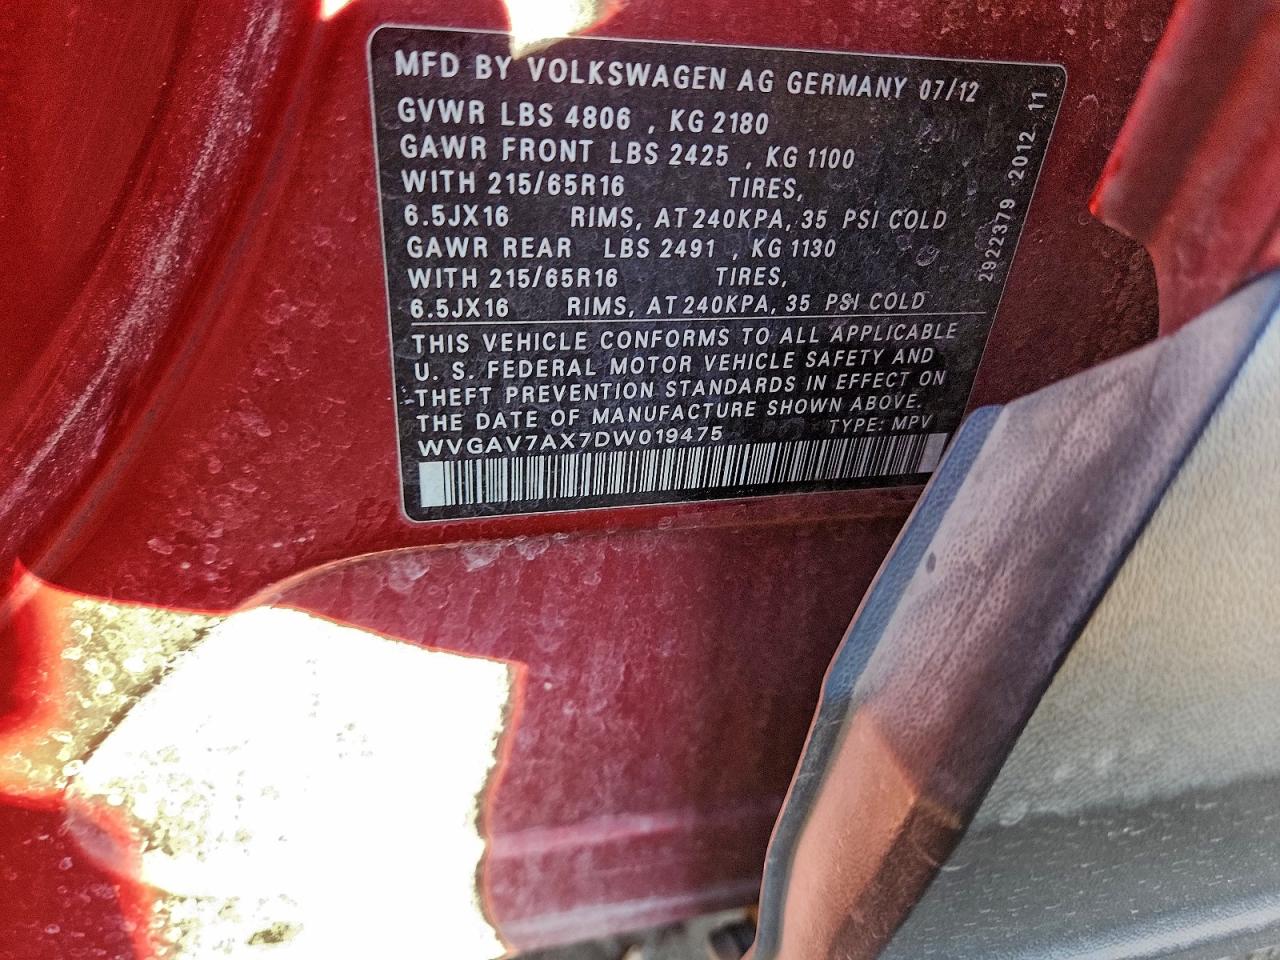 MFD BY VOLKSWAGEN AG GERMANY 07/12
GVWR LBS 4806 , KG 2180
GAWR FRONT LBS 2425 , KG 1100
WITH 215/65R16 TIRES,
6.5JX16 RIMS, AT 240KPA, 35 PSI COLD
GAWR REAR LBS 2491 , KG 1130
WITH 215/65R16 TIRES,
6.5JX16 RIMS, AT 240KPA, 35 PSI COLD
THIS VEHICLE CONFORMS TO ALL APPLICABLE
U. S. FEDERAL MOTOR VEHICLE SAFETY AND
THEFT PREVENTION STANDARDS IN EFFECT ON
THE DATE OF MANUFACTURE SHOWN ABOVE.
WVGAV7AX7DW019475 TYPE: MPV
2922379 2012 11